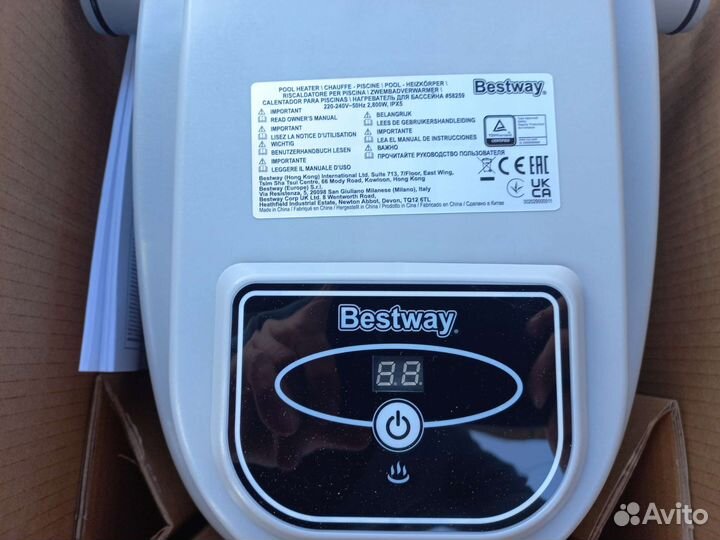 POOL HEATER | CHAUFFE - PISCINE | POOL - HEIZKÖRPER |
RISCALDATORE PER PISCINA | ZWEMBADVERWARMER |
CALENTADOR PARA PISCINAS | НАГРЕВАТЕЛЬ ДЛЯ БАССЕЙНА #58259
220-240V~50Hz 2,800W, IPX5
Bestway®
IMPORTANT
READ OWNER'S MANUAL
IMPORTANT
LISEZ LA NOTICE D'UTILISATION
WICHTIG
BENUTZERHANDBUCH LESEN
IMPORTANTE
LEGGERE IL MANUALE D'USO
BELANGRIJK
LEES DE GEBRUIKERSHANDLEIDING
IMPORTANTE
LEA EL MANUAL DE INSTRUCCIONES
ВАЖНО
ПРОЧИТАЙТЕ РУКОВОДСТВО ПОЛЬЗОВАТЕЛЯ
CERTIFIED
CE EAC
UK
CA
Bestway (Hong Kong) International Ltd. Suite 713, 7/Floor, East Wing,
Tsim Sha Tsui Centre, 66 Mody Road, Kowloon, Hong Kong
Bestway (Europe) S.r.l.
Via Resistenza, 5, 20098 San Giuliano Milanese (Milano), Italy
Bestway Corp UK Ltd. 8 Wentworth Road,
Heathfield Industrial Estate, Newton Abbot, Devon, TQ12 6TL
Made in China / Fabriqué en Chine / Hergestellt in China / Prodotto in Cina / Fabricado en China / Сделано в Китае
Bestway®
88
Avito